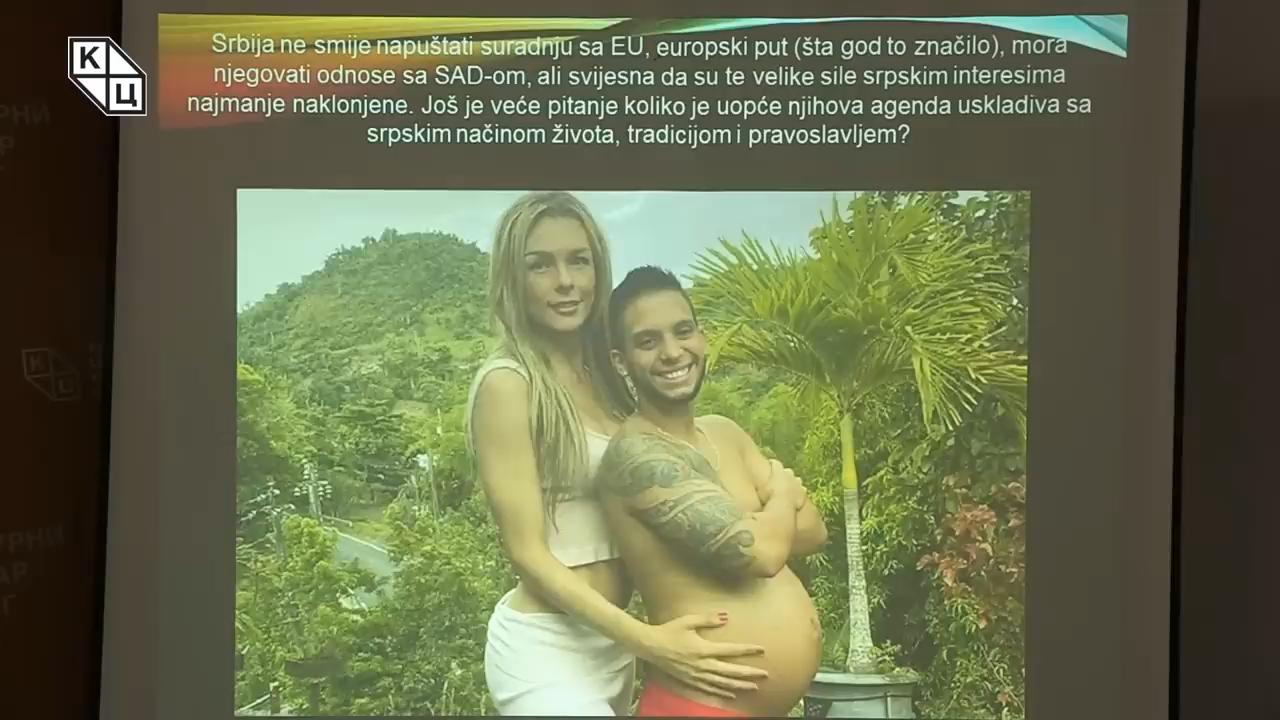 К
Ц
Srbija ne smije napuštati suradnju sa EU, europski put (šta god to značilo), mora
njegovati odnose sa SAD-om, ali svijesna da su te velike sile srpskim interesima
najmanje naklonjene. Još je veće pitanje koliko je uopće njihova agenda uskladiva sa
srpskim načinom života, tradicijom i pravoslavljem?